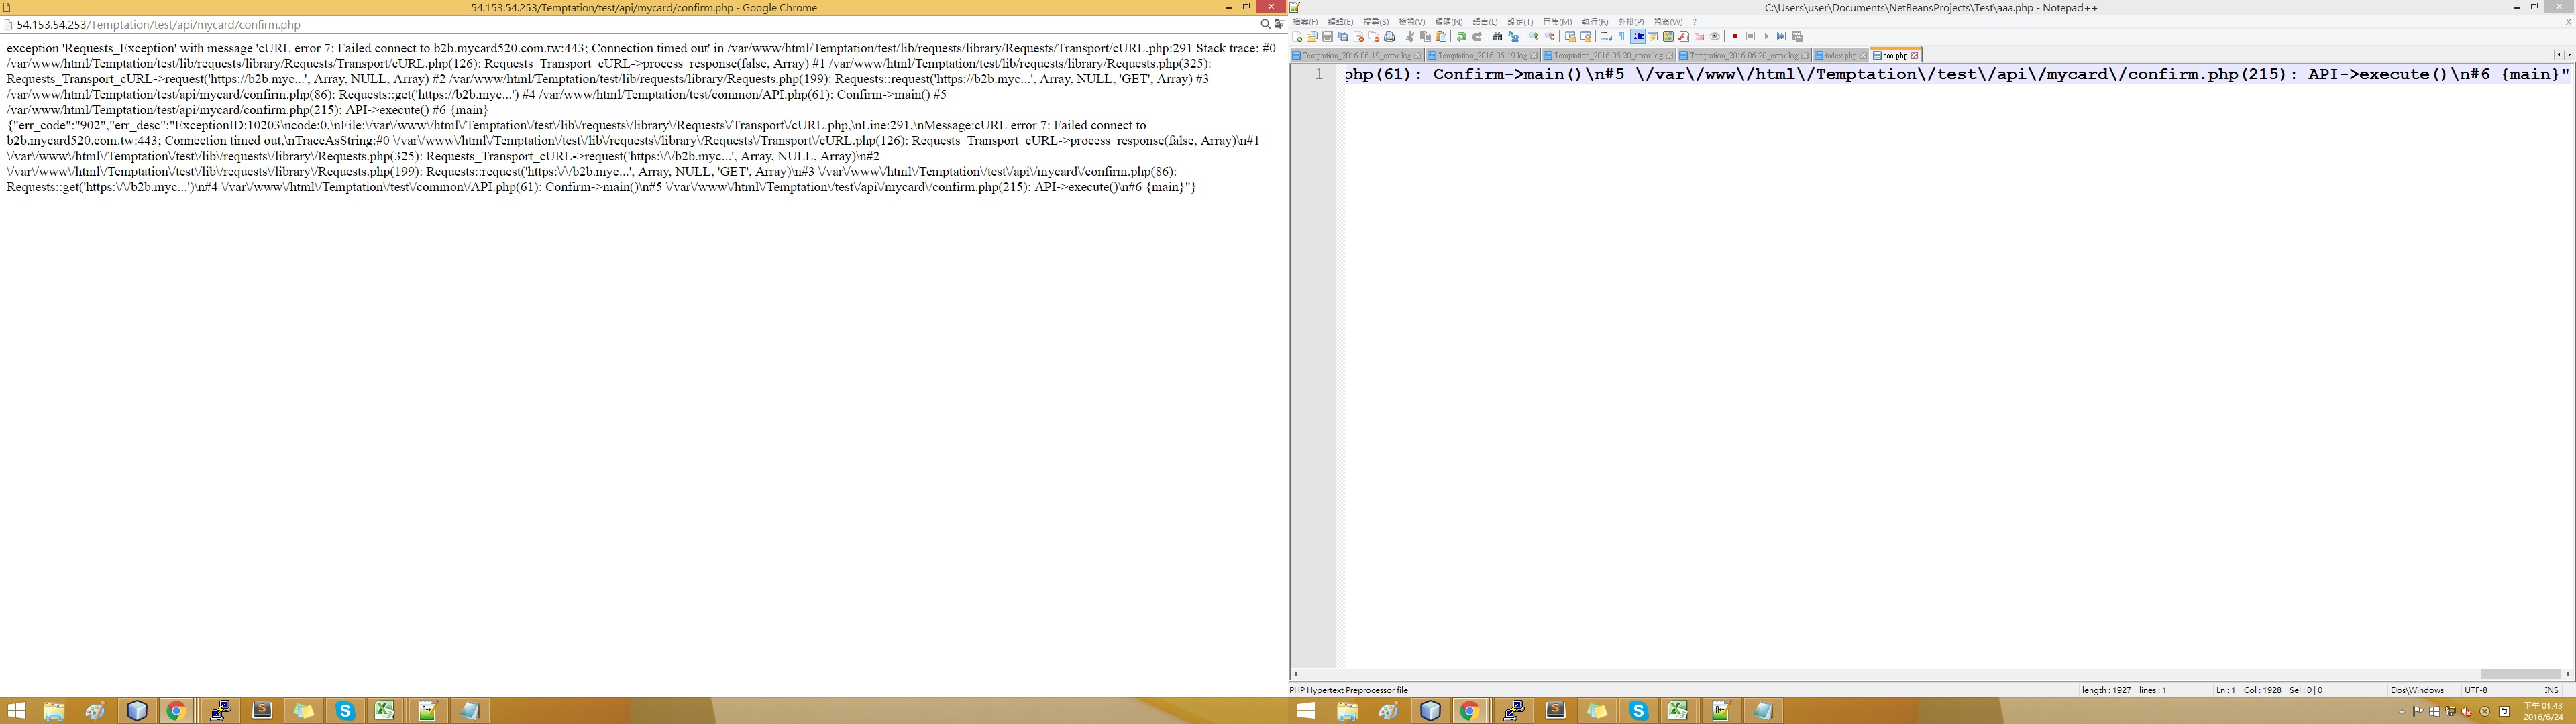 54.153.54.253/Temptation/test/api/mycard/confirm.php - Google Chrome
54.153.54.253/Temptation/test/api/mycard/confirm.php
exception 'Requests_Exception' with message 'cURL error 7: Failed connect to b2b.mycard520.com.tw:443; Connection timed out' in /var/www/html/Temptation/test/lib/requests/library/Requests/Transport/cURL.php:291 Stack trace: #0
/var/www/html/Temptation/test/lib/requests/library/Requests/Transport/cURL.php(126): Requests_Transport_cURL->process_response(false, Array) #1 /var/www/html/Temptation/test/lib/requests/library/Requests.php(325):
Requests_Transport_cURL->request('https://b2b.myc...', Array, NULL, Array) #2 /var/www/html/Temptation/test/lib/requests/library/Requests.php(199): Requests::request('https://b2b.myc...', Array, NULL, 'GET', Array) #3
/var/www/html/Temptation/test/api/mycard/confirm.php(86): Requests::get('https://b2b.myc...') #4 /var/www/html/Temptation/test/common/API.php(61): Confirm->main() #5
/var/www/html/Temptation/test/api/mycard/confirm.php(215): API->execute() #6 {main}
{"err_code":"902","err_desc":"ExceptionID:10203\ncode:0,\nFile:\/var\/www\/html\/Temptation\/test\/lib\/requests\/library\/Requests\/Transport\/cURL.php,\nLine:291,\nMessage:cURL error 7: Failed connect to
b2b.mycard520.com.tw:443; Connection timed out,\nTraceAsString:#0 \/var\/www\/html\/Temptation\/test\/lib\/requests\/library\/Requests\/Transport\/cURL.php(126): Requests_Transport_cURL->process_response(false, Array)\n#1
\/var\/www\/html\/Temptation\/test\/lib\/requests\/library\/Requests.php(325): Requests_Transport_cURL->request('https:\/\/b2b.myc...', Array, NULL, Array)\n#2
\/var\/www\/html\/Temptation\/test\/lib\/requests\/library\/Requests.php(199): Requests::request('https:\/\/b2b.myc...', Array, NULL, 'GET', Array)\n#3 \/var\/www\/html\/Temptation\/test\/api\/mycard\/confirm.php(86):
Requests::get('https:\/\/b2b.myc...')\n#4 \/var\/www\/html\/Temptation\/test\/common\/API.php(61): Confirm->main()\n#5 \/var\/www\/html\/Temptation\/test\/api\/mycard\/confirm.php(215): API->execute()\n#6 {main}"}
C:\Users\user\Documents\NetBeansProjects\Test\aaa.php - Notepad++
檔案(F) 編輯(E) 搜尋(S) 檢視(V) 編碼(N) 語言(L) 設定(T) 巨集(M) 執行(R) 外掛(P) 視窗(W) ? X
Temptation_2016-06-19_error.log Temptation_2016-06-19.log Temptation_2016-06-20_error.log Temptation_2016-06-20_error.log index.php aaa.php
1 php(61): Confirm->main()\n#5 \/var\/www\/html\/Temptation\/test\/api\/mycard\/confirm.php(215): API->execute()\n#6 {main}"
PHP Hypertext Preprocessor file length : 1927 lines : 1 Ln : 1 Col : 1928 Sel : 0 | 0 Dos\Windows UTF-8 INS
下午 01:43
2016/6/24